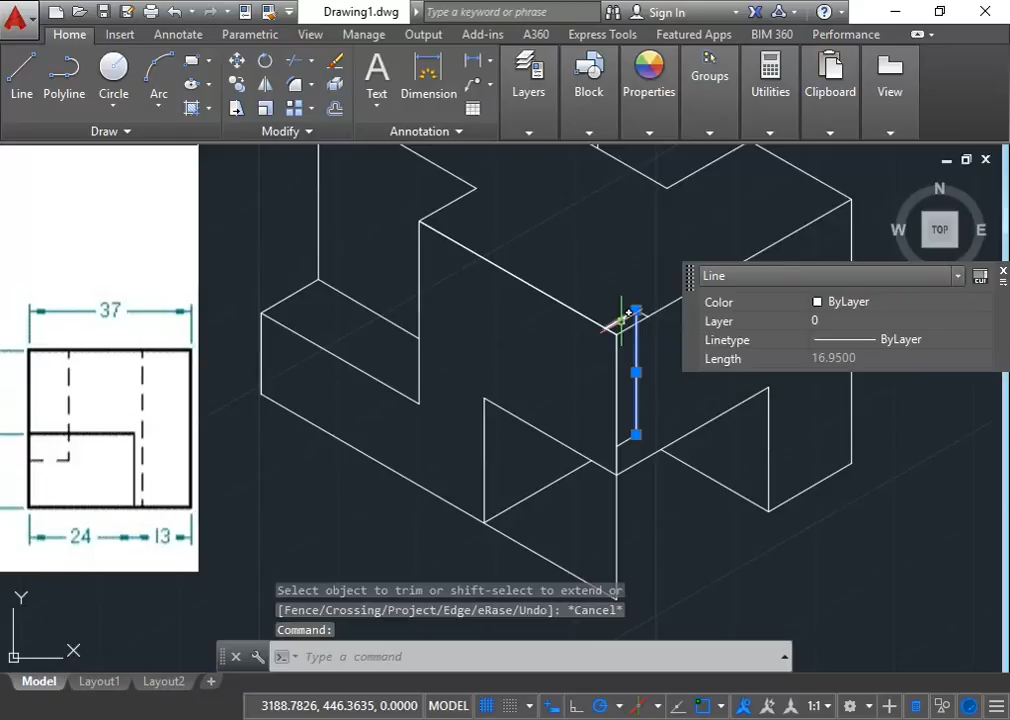 Drawing1.dwg
Type a keyword or phrase
Sign In
Home Insert Annotate Parametric View Manage Output Add-ins A360 Express Tools Featured Apps BIM 360 Performance
Line Polyline Circle Arc Text Dimension Layers Block Properties Groups Utilities Clipboard View
Draw Modify Annotation
N
W TOP E
Line
Color ByLayer
Layer 0
Linetype ByLayer
Length 16.9500
37
24 13
Select object to trim or shift-select to extend or
[Fence/Crossing/Project/Edge/eRase/Undo]: *Cancel*
Command:
Y
X
Type a command
Model Layout1 Layout2 +
3188.7826, 446.3635, 0.0000 MODEL 1:1